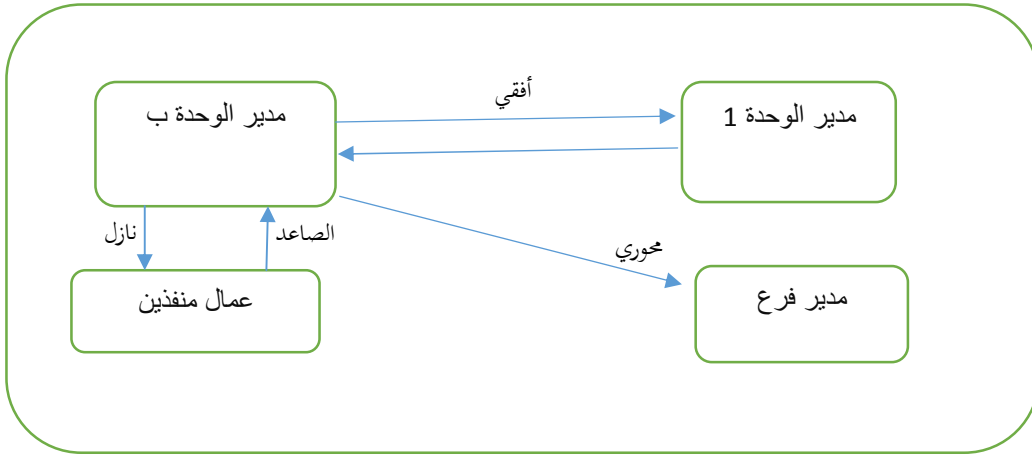 أفقي
مدير الوحدة 1
مدير الوحدة ب
نازل
الصاعد
محوري
مدير فرع
عمال منفذين